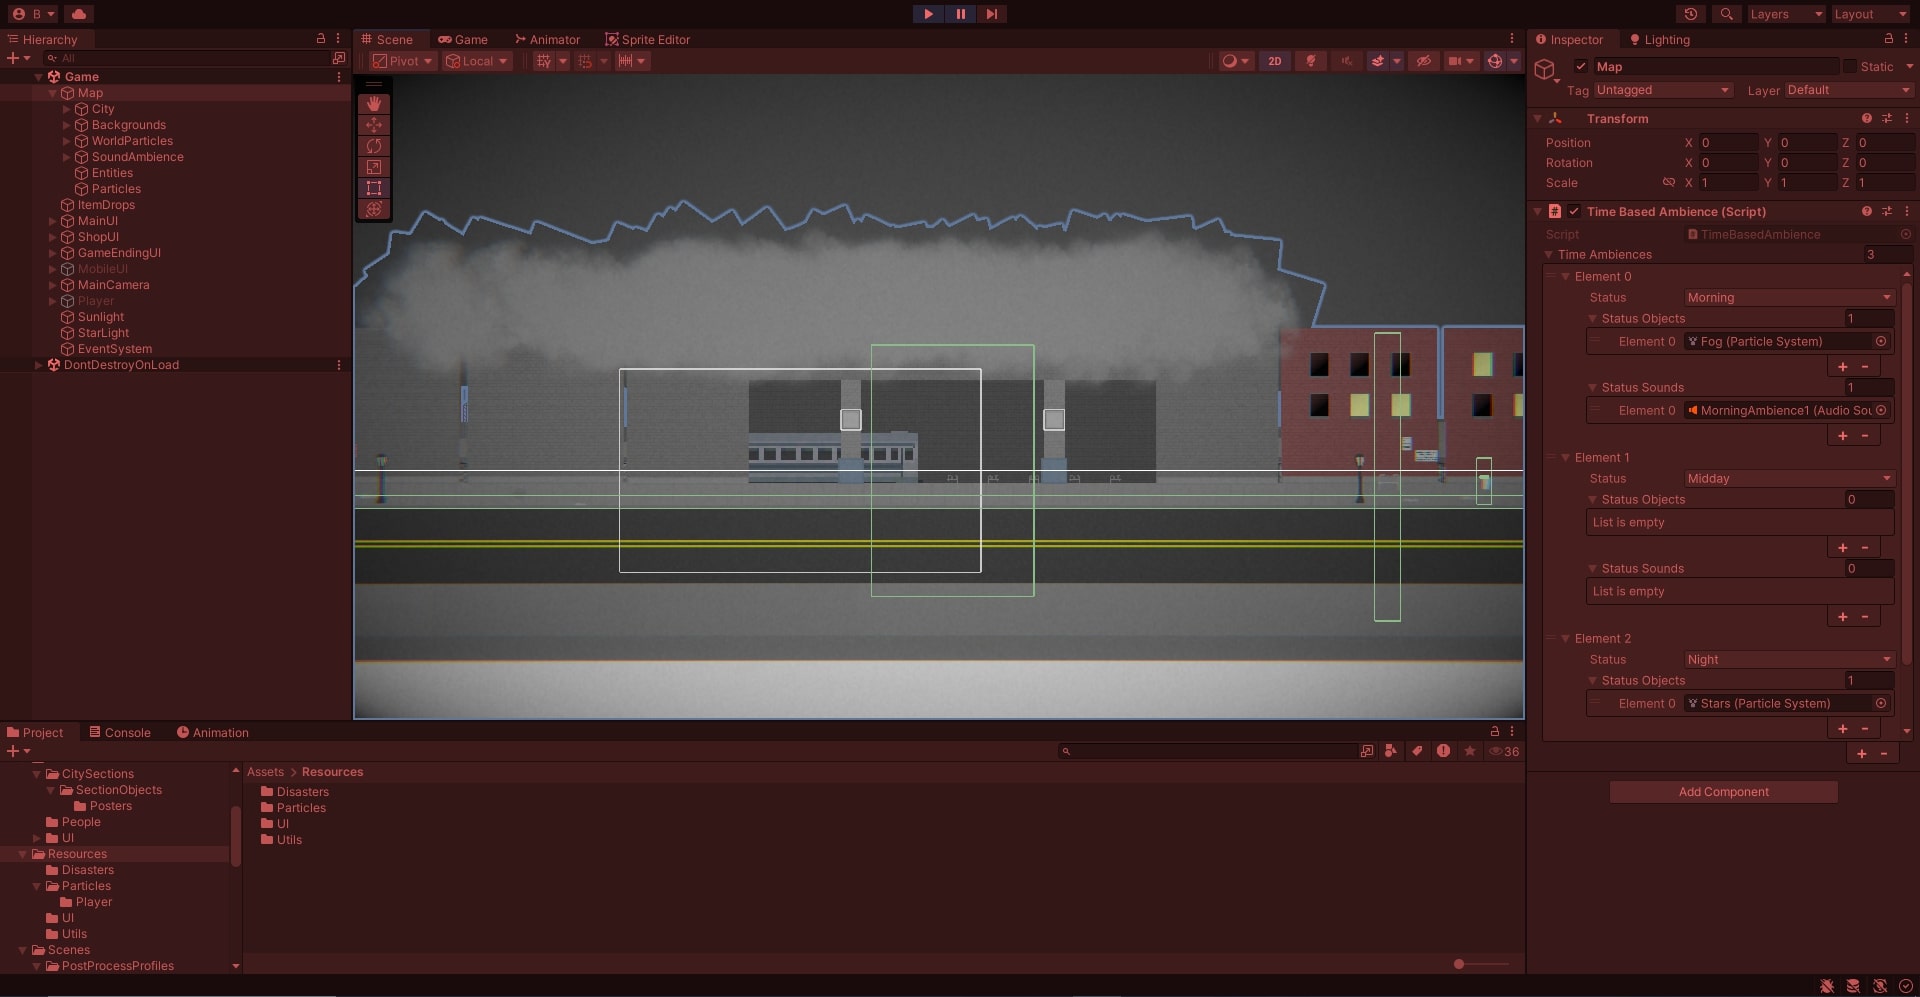 B
Layers
Layout
Hierarchy
All
Game
Map
City
Backgrounds
WorldParticles
SoundAmbience
Entities
Particles
ItemDrops
MainUI
ShopUI
GameEndingUI
MobileUI
MainCamera
Player
Sunlight
StarLight
EventSystem
DontDestroyOnLoad
Scene
Game
Animator
Sprite Editor
Pivot
Local
2D
Inspector
Lighting
Map
Static
Tag Untagged
Layer Default
Transform
Position X 0 Y 0 Z 0
Rotation X 0 Y 0 Z 0
Scale X 1 Y 1 Z 1
Time Based Ambience (Script)
Script TimeBasedAmbience
Time Ambiences 3
Element 0
Status Morning
Status Objects 1
Element 0 Fog (Particle System)
+ -
Status Sounds 1
Element 0 MorningAmbience1 (Audio Sou
+ -
Element 1
Status Midday
Status Objects 0
List is empty
+ -
Status Sounds 0
List is empty
+ -
Element 2
Status Night
Status Objects 1
Element 0 Stars (Particle System)
+ -
+ -
Add Component
Project
Console
Animation
36
CitySections
SectionObjects
Posters
People
UI
Resources
Disasters
Particles
Player
UI
Utils
Scenes
PostProcessProfiles
Assets > Resources
Disasters
Particles
UI
Utils